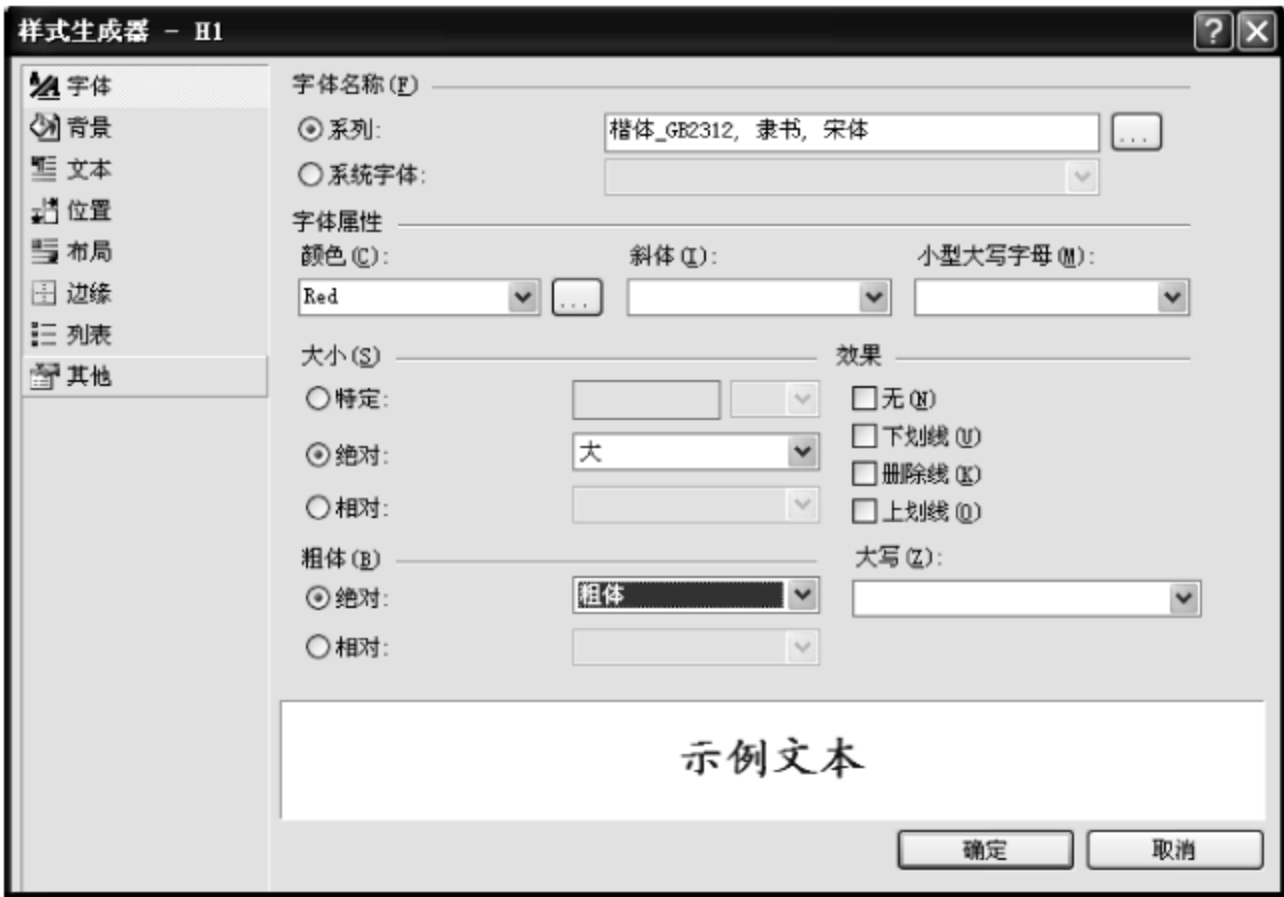 样式生成器 - H1
字体
背景
文本
位置
布局
边缘
列表
其他
字体名称(F)
系列:
楷体_GB2312, 隶书, 宋体
...
系统字体:
字体属性
颜色(C):
斜体(I):
小型大写字母(M):
Red
...
大小(S)
效果
特定:
无(N)
下划线(U)
绝对:
大
删除线(K)
相对:
上划线(O)
粗体(B)
大写(Z):
绝对:
粗体
相对:
示例文本
确定
取消